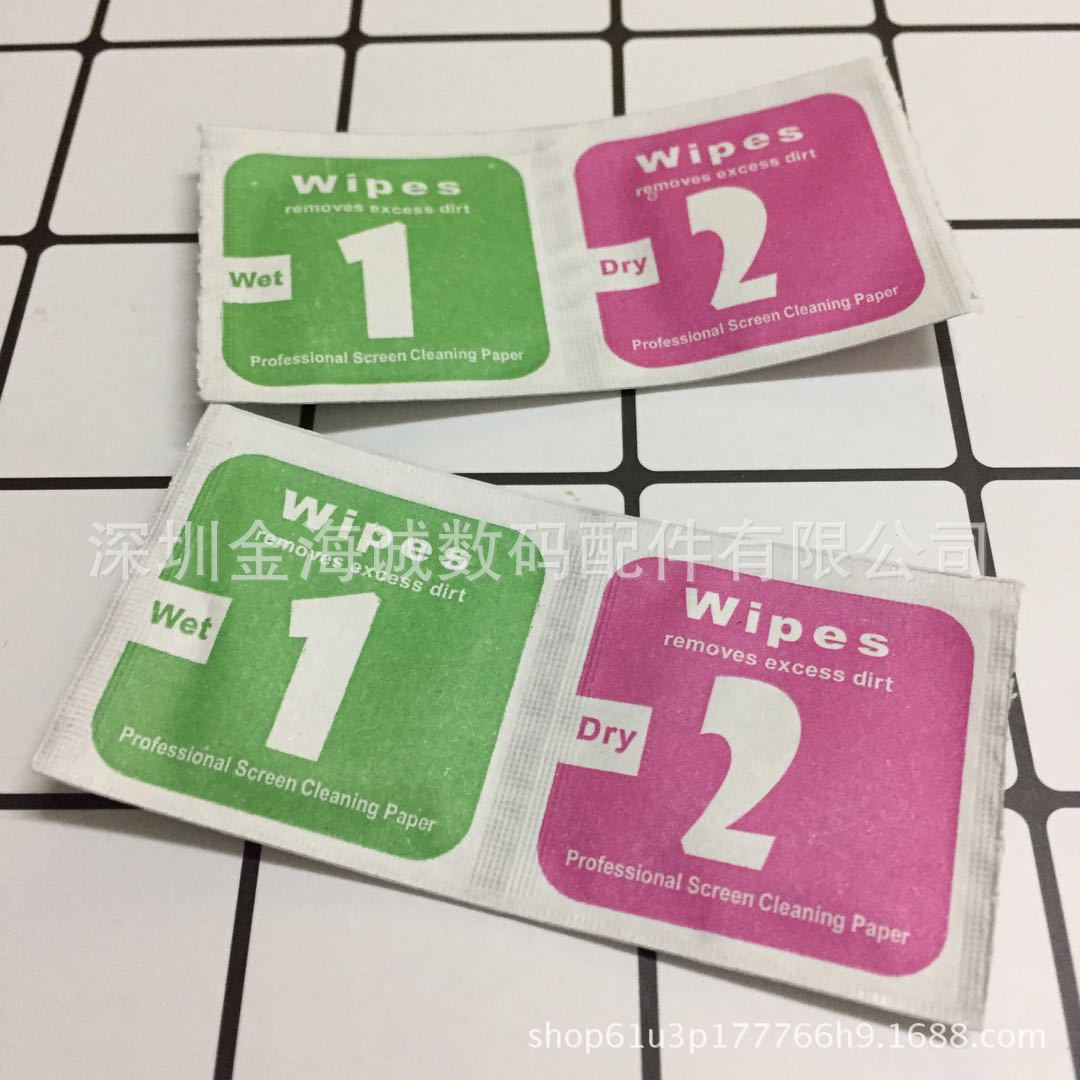 Wipes
removes excess dirt
Wet
1
Professional Screen Cleaning Paper
Wipes
removes excess dirt
Dry
2
Professional Screen Cleaning Paper
深圳金海诚数码配件有限公司
Wipes
removes excess dirt
Wet
1
Professional Screen Cleaning Paper
Wipes
removes excess dirt
Dry
2
Professional Screen Cleaning Paper
shop61u3p177766h9.1688.com